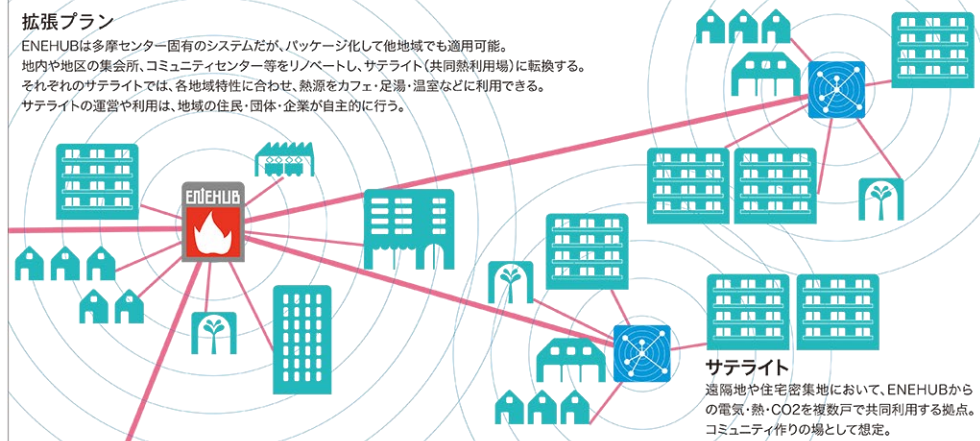 拡張プラン
ENEHUBは多摩センター固有のシステムだが、パッケージ化して他地域でも適用可能。
地内や地区の集会所、コミュニティセンター等をリノベートし、サテライト（共同熱利用場）に転換する。
それぞれのサテライトでは、各地域特性に合わせ、熱源をカフェ・足湯・温室などに利用できる。
サテライトの運営や利用は、地域の住民・団体・企業が自主的に行う。
ENEHUB
サテライト
遠隔地や住宅密集地において、ENEHUBから
の電気・熱・CO2を複数戸で共同利用する拠点。
コミュニティ作りの場として想定。